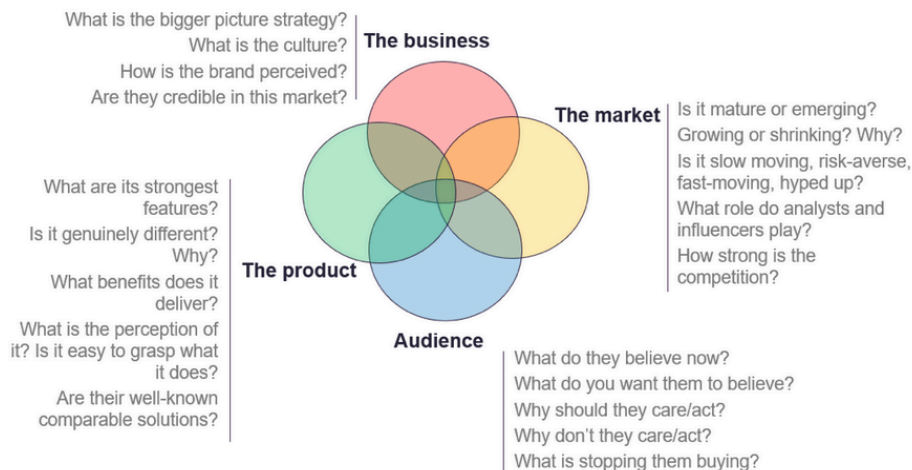 What is the bigger picture strategy?
What is the culture?
How is the brand perceived?
Are they credible in this market?
The business
The market
Is it mature or emerging?
Growing or shrinking? Why?
Is it slow moving, risk-averse,
fast-moving, hyped up?
What role do analysts and
influencers play?
How strong is the
competition?
What are its strongest
features?
Is it genuinely different?
Why?
What benefits does it
deliver?
What is the perception of
it? Is it easy to grasp what
it does?
Are their well-known
comparable solutions?
The product
Audience
What do they believe now?
What do you want them to believe?
Why should they care/act?
Why don't they care/act?
What is stopping them buying?